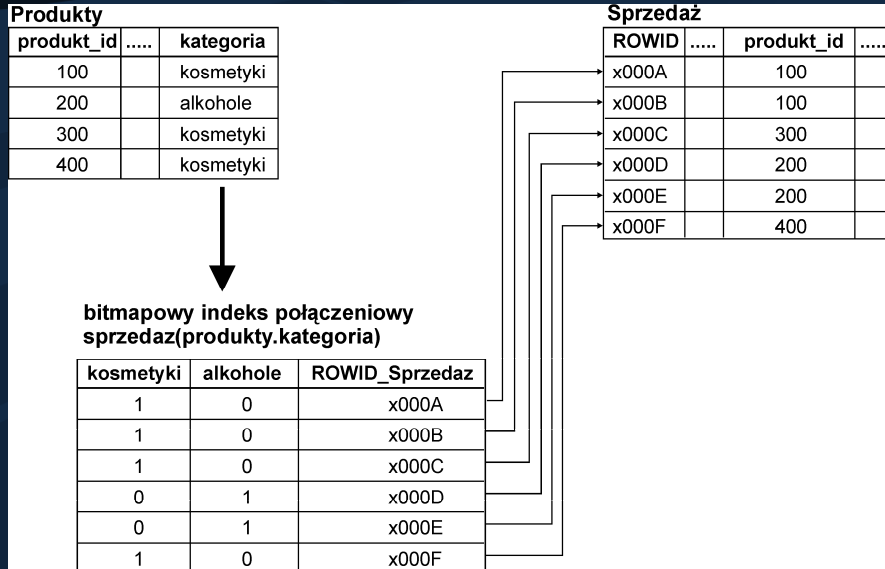 Produkty
produkt_id ..... kategoria
100 kosmetyki
200 alkohole
300 kosmetyki
400 kosmetyki
Sprzedaż
ROWID ..... produkt_id .....
x000A 100
x000B 100
x000C 300
x000D 200
x000E 200
x000F 400
bitmapowy indeks połączeniowy
sprzedaz(produkty.kategoria)
kosmetyki alkohole ROWID_Sprzedaz
1 0 x000A
1 0 x000B
1 0 x000C
0 1 x000D
0 1 x000E
1 0 x000F